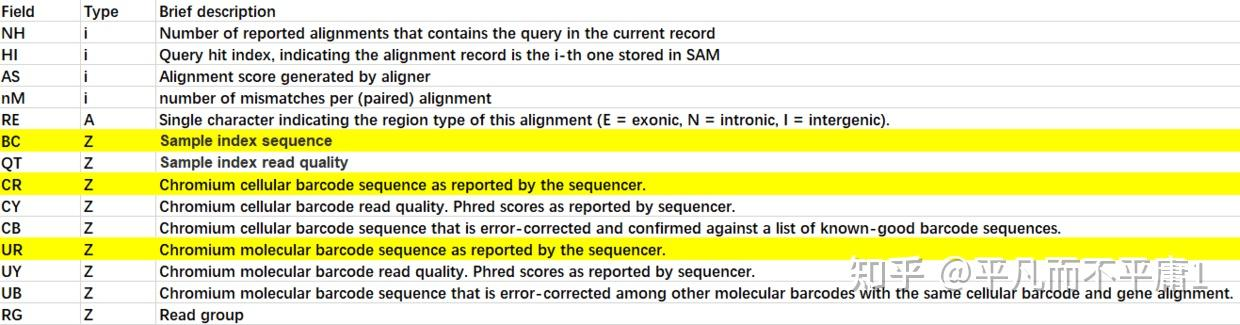 Field Type Brief description
NH i Number of reported alignments that contains the query in the current record
HI i Query hit index, indicating the alignment record is the i-th one stored in SAM
AS i Alignment score generated by aligner
nM i number of mismatches per (paired) alignment
RE A Single character indicating the region type of this alignment (E = exonic, N = intronic, I = intergenic).
BC Z Sample index sequence
QT Z Sample index read quality
CR Z Chromium cellular barcode sequence as reported by the sequencer.
CY Z Chromium cellular barcode read quality. Phred scores as reported by sequencer.
CB Z Chromium cellular barcode sequence that is error-corrected and confirmed against a list of known-good barcode sequences.
UR Z Chromium molecular barcode sequence as reported by the sequencer.
UY Z Chromium molecular barcode read quality. Phred scores as reported by sequencer.
知乎 @平凡而不平庸1
UB Z Chromium molecular barcode sequence that is error-corrected among other molecular barcodes with the same cellular barcode and gene alignment.
RG Z Read group